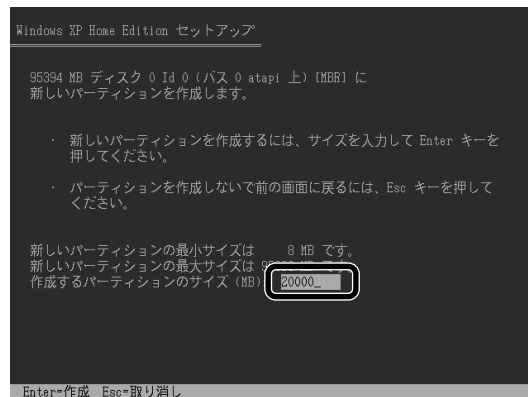 Windows XP Home Edition セットアップ
95394 MB ディスク 0 Id 0 (バス 0 atapi 上) [MBR] に
新しいパーティションを作成します。
・ 新しいパーティションを作成するには、サイズを入力して Enter キーを
押してください。
・ パーティションを作成しないで前の画面に戻るには、Esc キーを押して
ください。
新しいパーティションの最小サイズは 8 MB です。
新しいパーティションの最大サイズは MB です。
作成するパーティションのサイズ (MB): 20000_
Enter=作成 Esc=取り消し